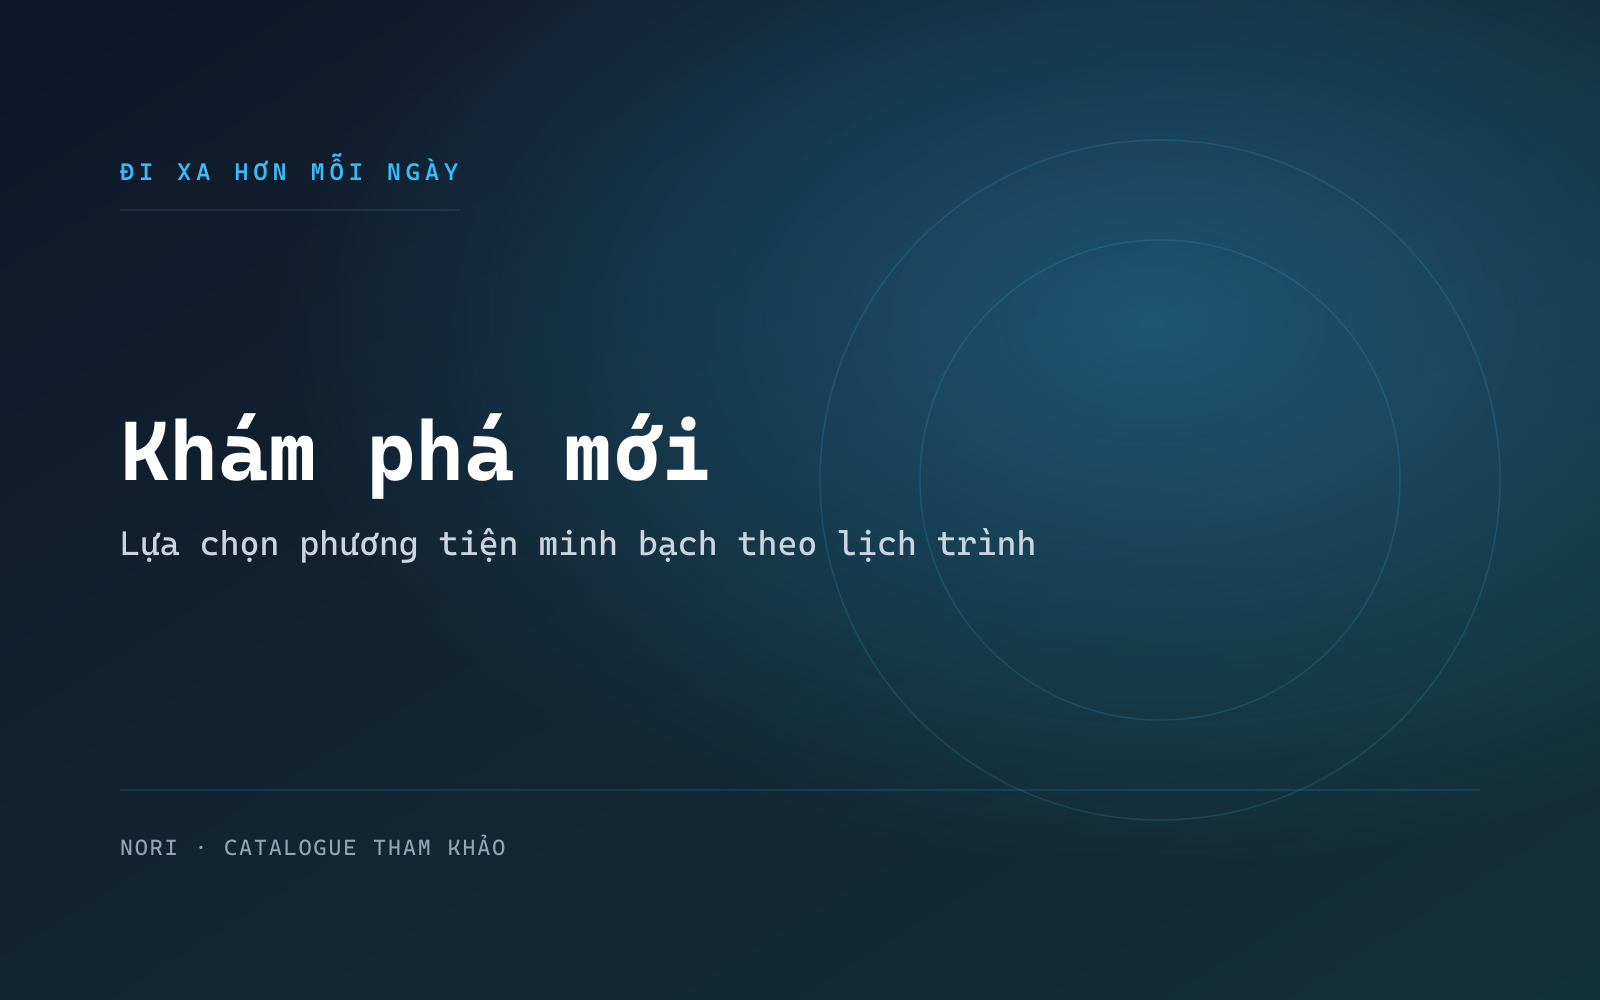 ĐI XA HƠN MỖI NGÀY
Khám phá mới
Lựa chọn phương tiện minh bạch theo lịch trình
NORI · CATALOGUE THAM KHẢO